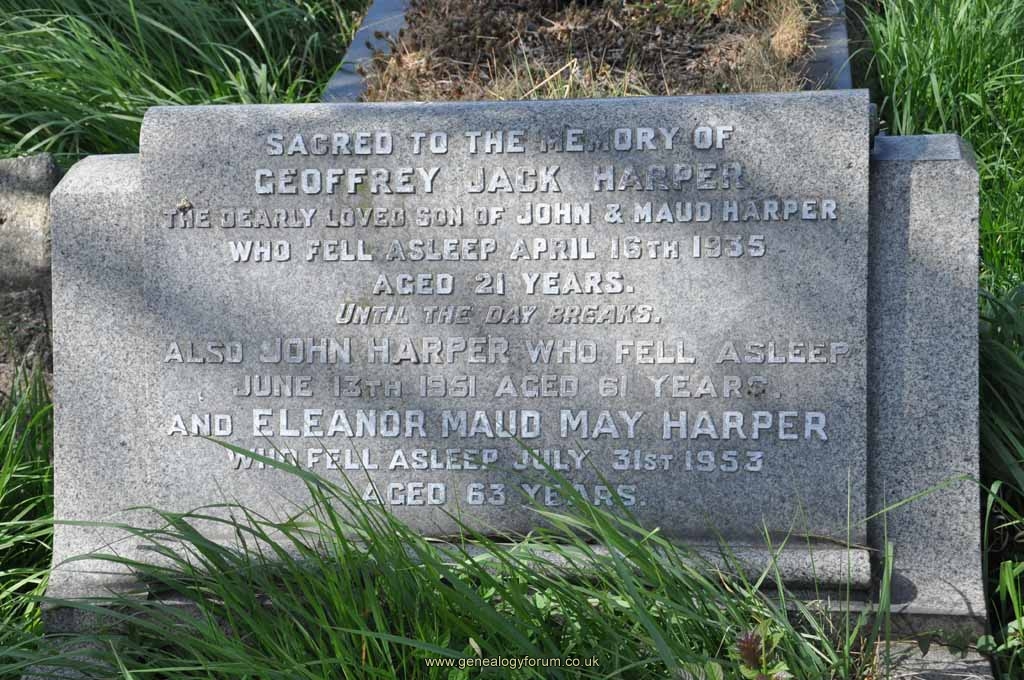 SACRED TO THE MEMORY OF
GEOFFREY JACK HARPER
THE DEARLY LOVED SON OF JOHN & MAUD HARPER
WHO FELL ASLEEP APRIL 16TH 1935
AGED 21 YEARS.
UNTIL THE DAY BREAKS.
ALSO JOHN HARPER WHO FELL ASLEEP
JUNE 13TH 1951 AGED 61 YEARS.
AND ELEANOR MAUD MAY HARPER
WHO FELL ASLEEP JULY 31ST 1953
AGED 63 YEARS.
www.genealogyforum.co.uk